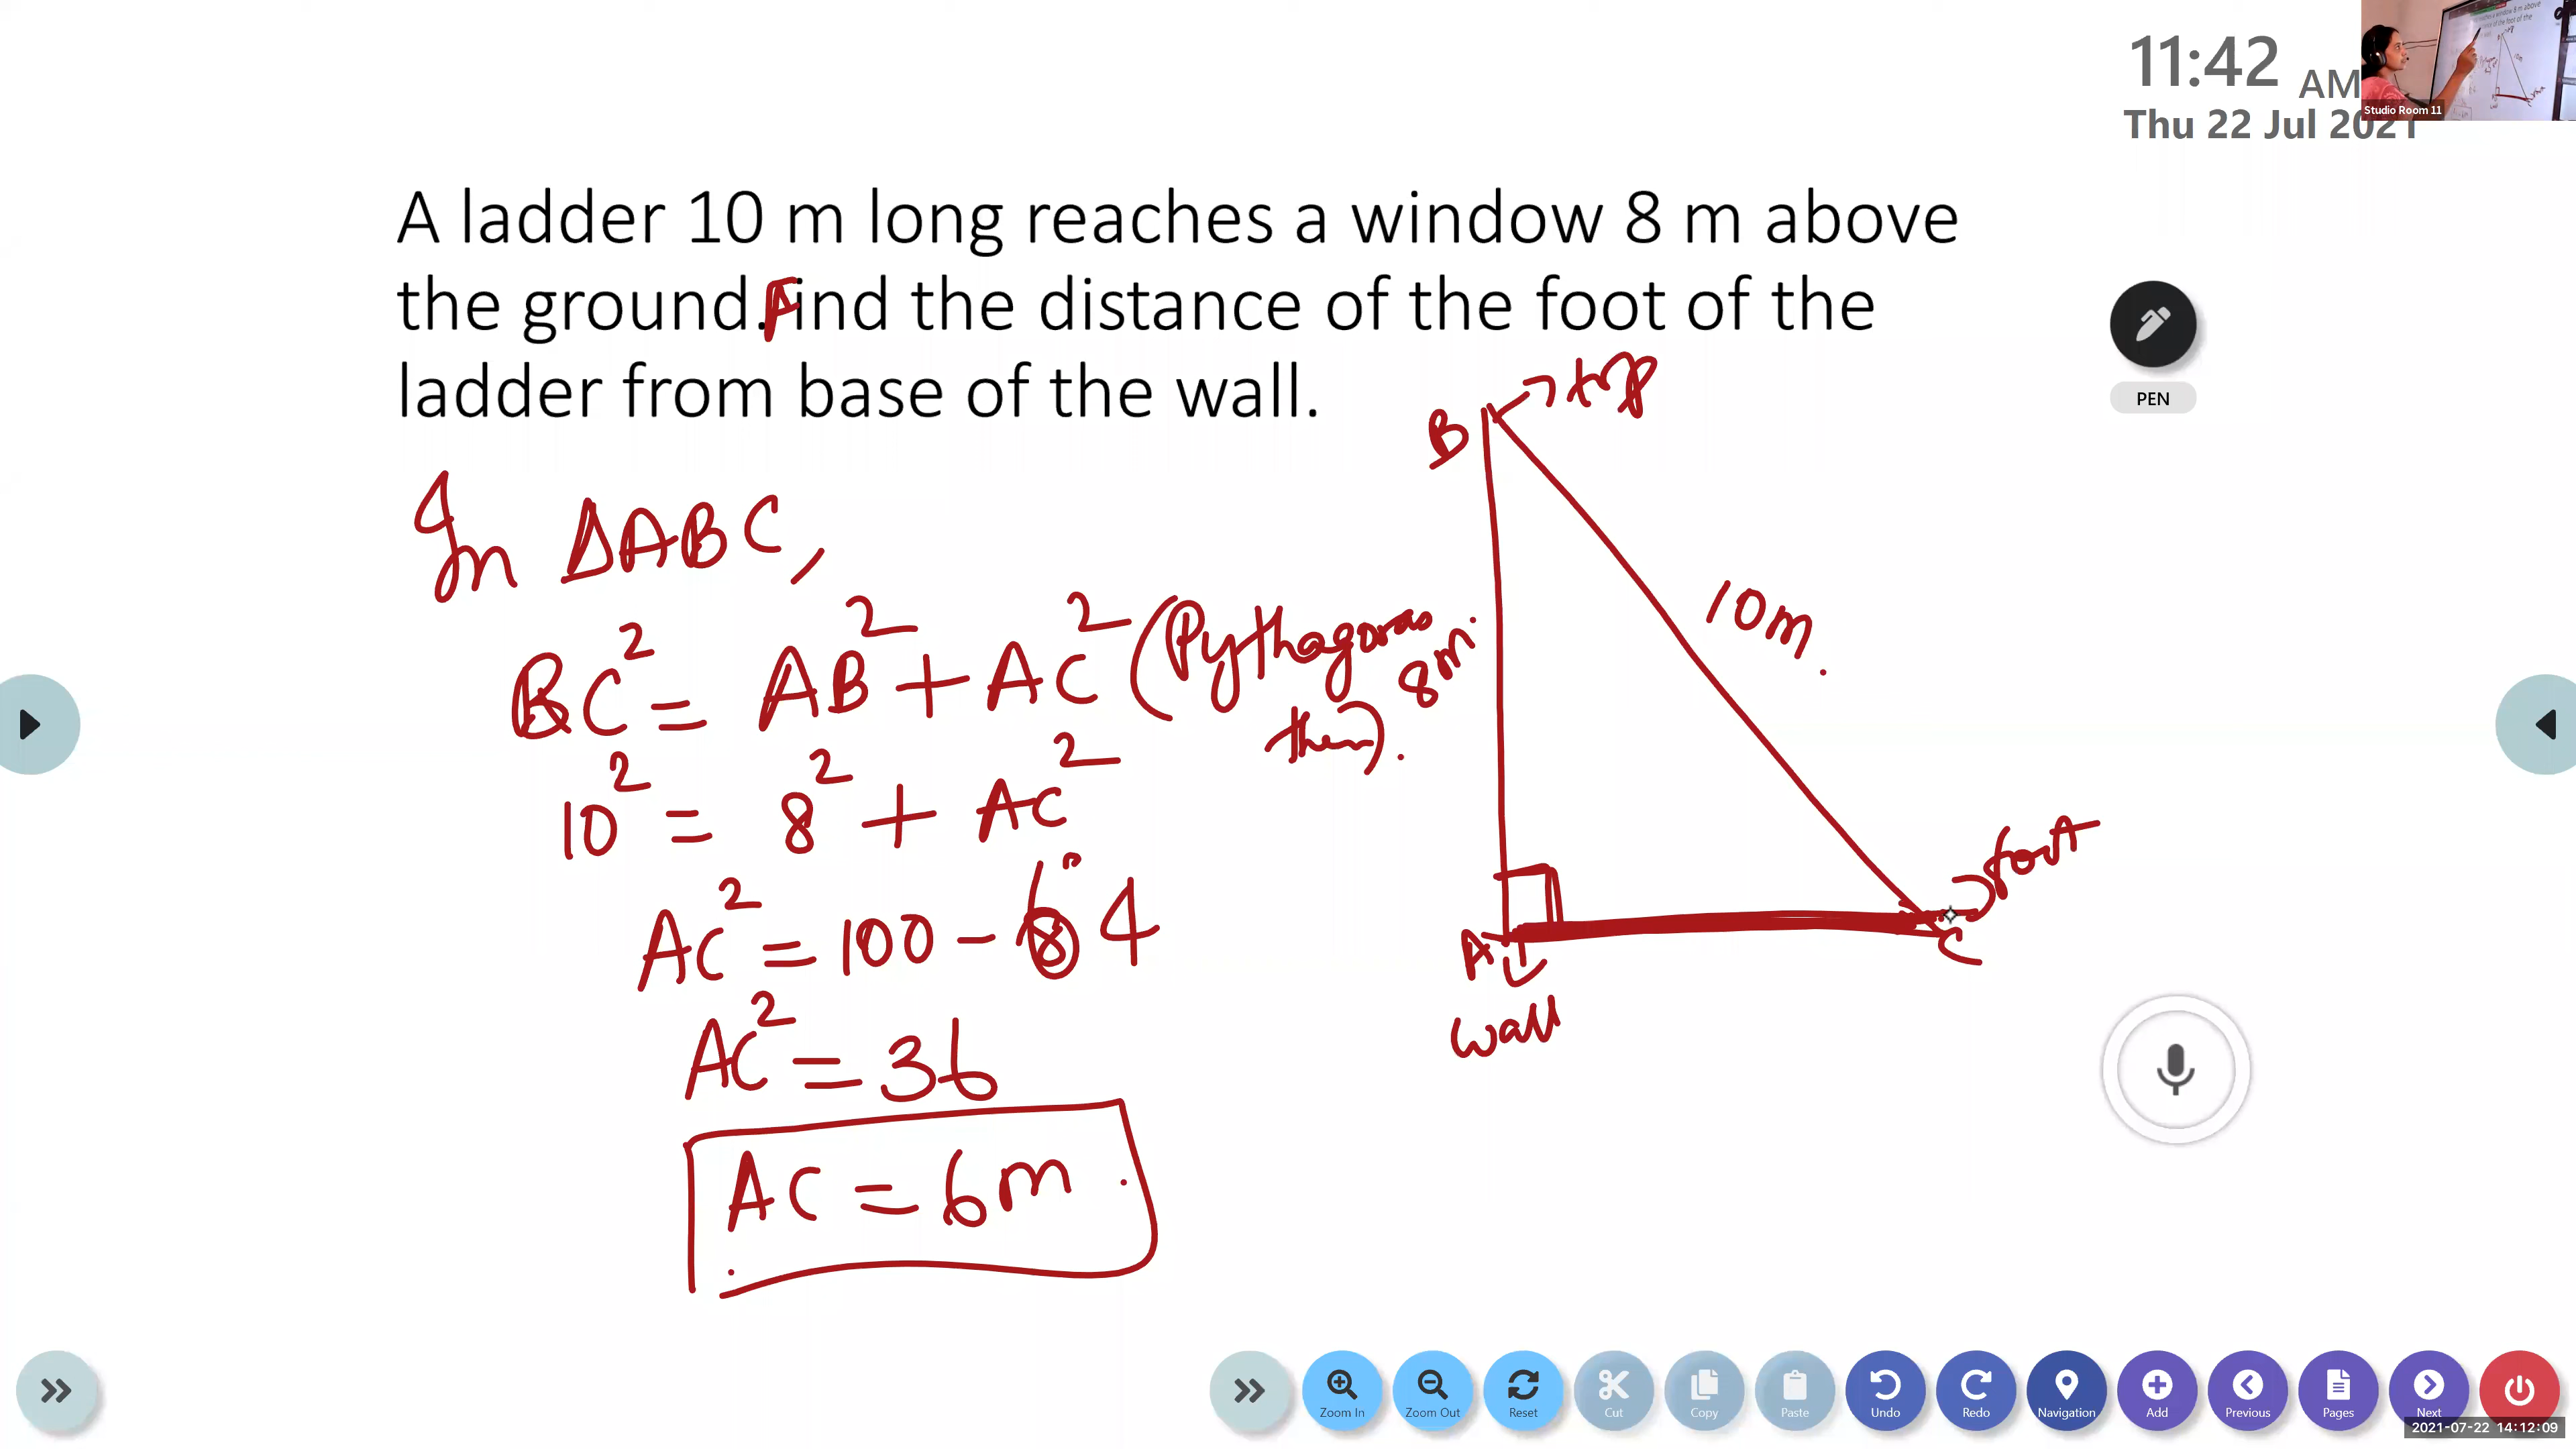 11:42 AM
Thu 22 Jul 2021
Studio Room 11
A ladder 10 m long reaches a window 8 m above
the ground.Find the distance of the foot of the
ladder from base of the wall.
PEN
In ΔABC,
BC² = AB² + AC² (Pythagoras
thm).
10² = 8² + AC²
AC² = 100 - 64
AC² = 36
AC = 6m
B
top
8m.
10m.
A
wall
C
foot
Zoom In
Zoom Out
Reset
Cut
Copy
Paste
Undo
Redo
Navigation
Add
Previous
Pages
Next
2021-07-22 14:12:09